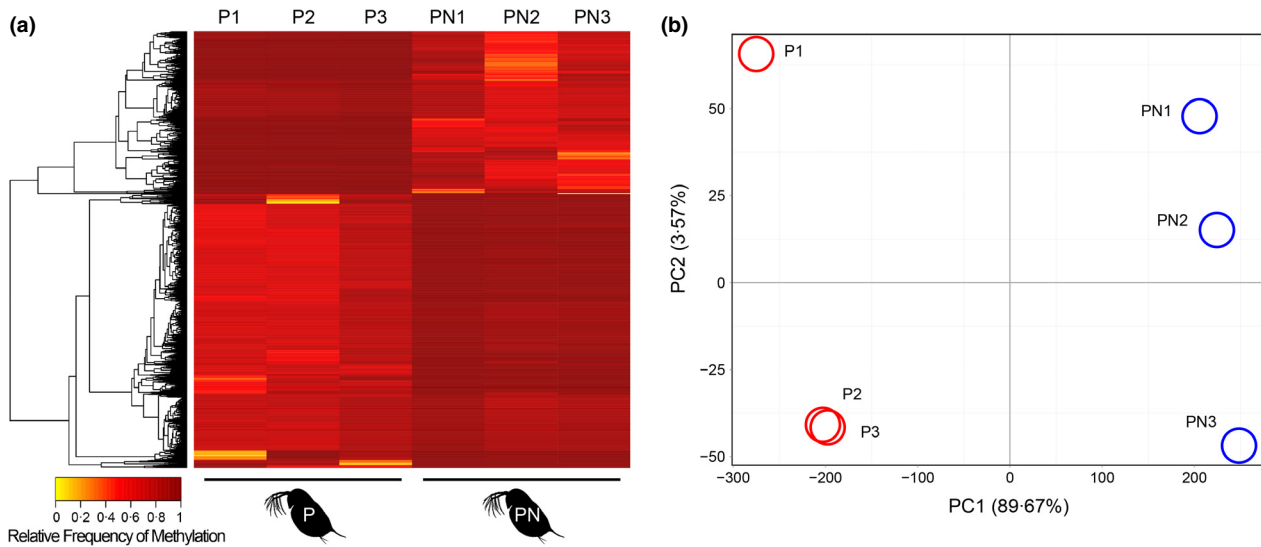 (a)
P1 P2 P3 PN1 PN2 PN3
P PN
0 0·2 0·4 0·6 0·8 1
Relative Frequency of Methylation
(b)
PC2 (3·57%)
50
25
0
−25
−50
P1
PN1
PN2
P2
P3
PN3
−300 −200 −100 0 100 200
PC1 (89·67%)